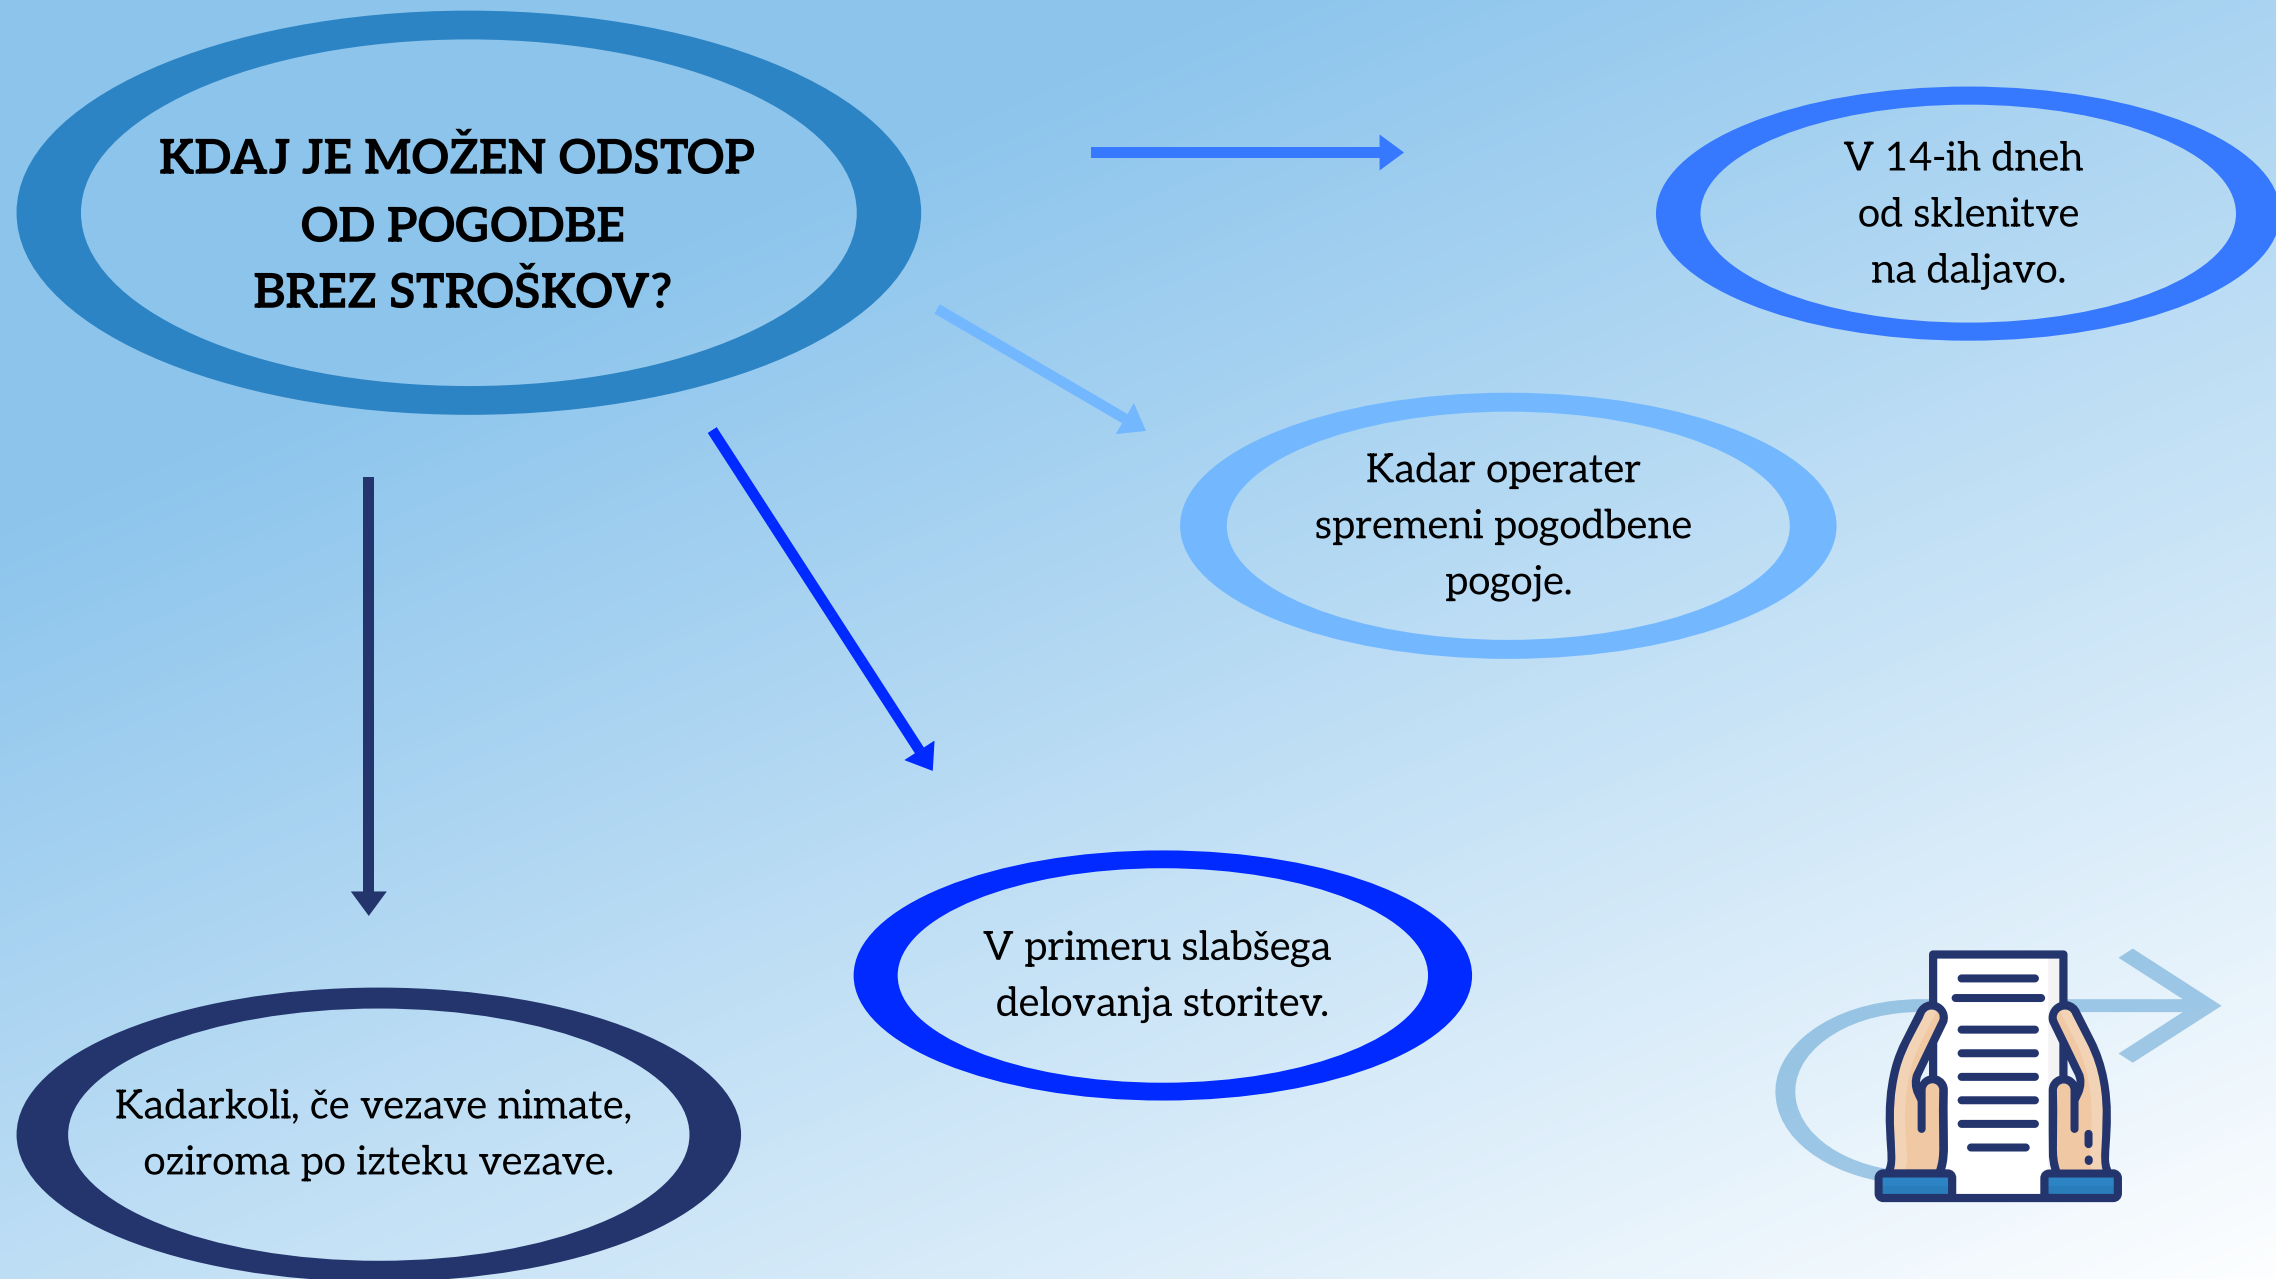 KDAJ JE MOŽEN ODSTOP
OD POGODBE
BREZ STROŠKOV?
V 14-ih dneh
od sklenitve
na daljavo.
Kadar operater
spremeni pogodbene
pogoje.
V primeru slabšega
delovanja storitev.
Kadarkoli, če vezave nimate,
oziroma po izteku vezave.